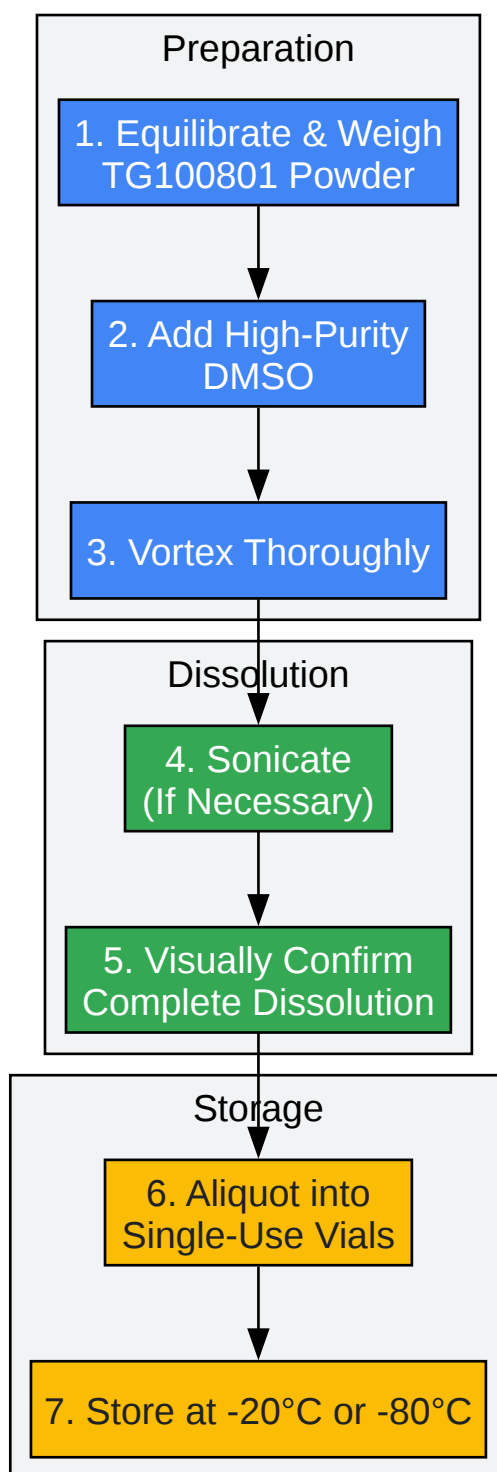 Preparation
1. Equilibrate & Weigh
TG100801 Powder
2. Add High-Purity
DMSO
3. Vortex Thoroughly
Dissolution
4. Sonicate
(If Necessary)
5. Visually Confirm
Complete Dissolution
Storage
6. Aliquot into
Single-Use Vials
7. Store at -20°C or -80°C